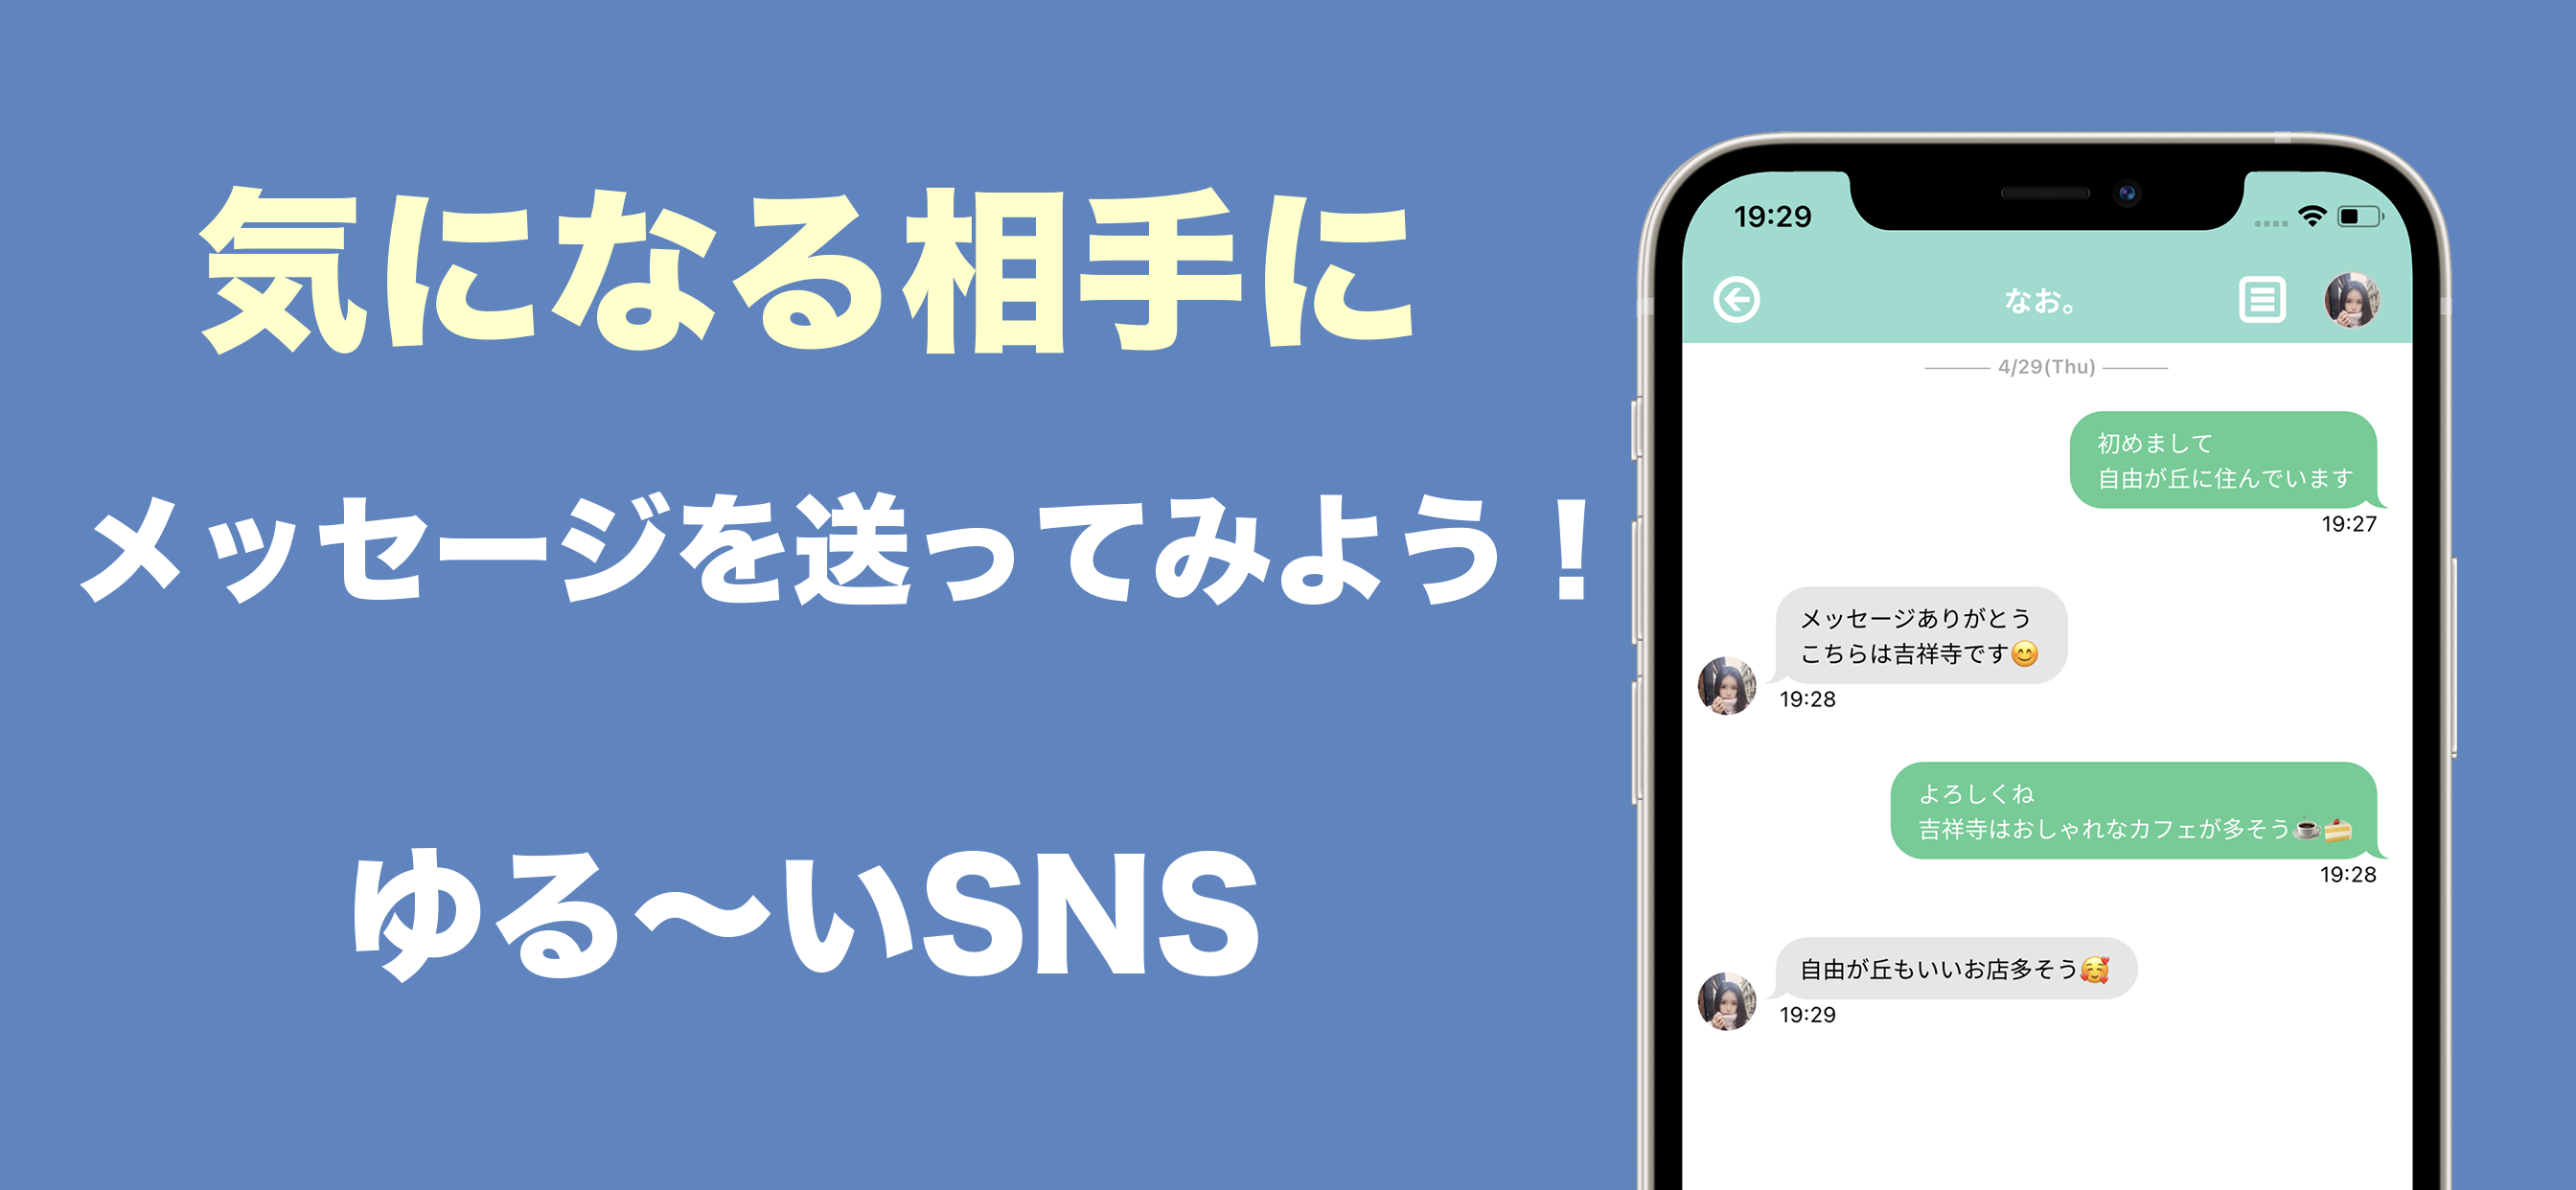 気になる相手に
メッセージを送ってみよう！
ゆる〜いSNS
19:29
なお。
4/29(Thu)
初めまして
自由が丘に住んでいます
19:27
メッセージありがとう
こちらは吉祥寺です😊
19:28
よろしくね
吉祥寺はおしゃれなカフェが多そう☕🍰
19:28
自由が丘もいいお店多そう🥰
19:29